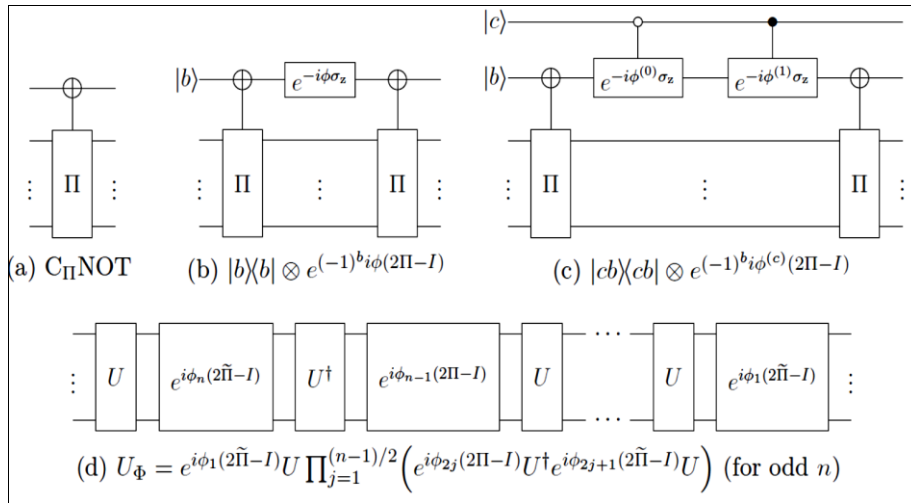 |c⟩
|b⟩ e^{-iϕσ_z} |b⟩ e^{-iϕ^{(0)}σ_z} e^{-iϕ^{(1)}σ_z}
⋮ Π ⋮ Π ⋮ Π ⋮ ⋮ Π ⋮ Π ⋮
(a) C_ΠNOT (b) |b⟩⟨b| ⊗ e^{(-1)^b iϕ(2Π-I)} (c) |cb⟩⟨cb| ⊗ e^{(-1)^b iϕ^{(c)}(2Π-I)}
⋮ U e^{iϕ_n(2Π̃-I)} U† e^{iϕ_{n-1}(2Π-I)} U ⋯ U e^{iϕ_1(2Π̃-I)} ⋮
(d) U_Φ = e^{iϕ_1(2Π̃-I)} U ∏_{j=1}^{(n-1)/2} (e^{iϕ_{2j}(2Π-I)} U† e^{iϕ_{2j+1}(2Π̃-I)} U) (for odd n)